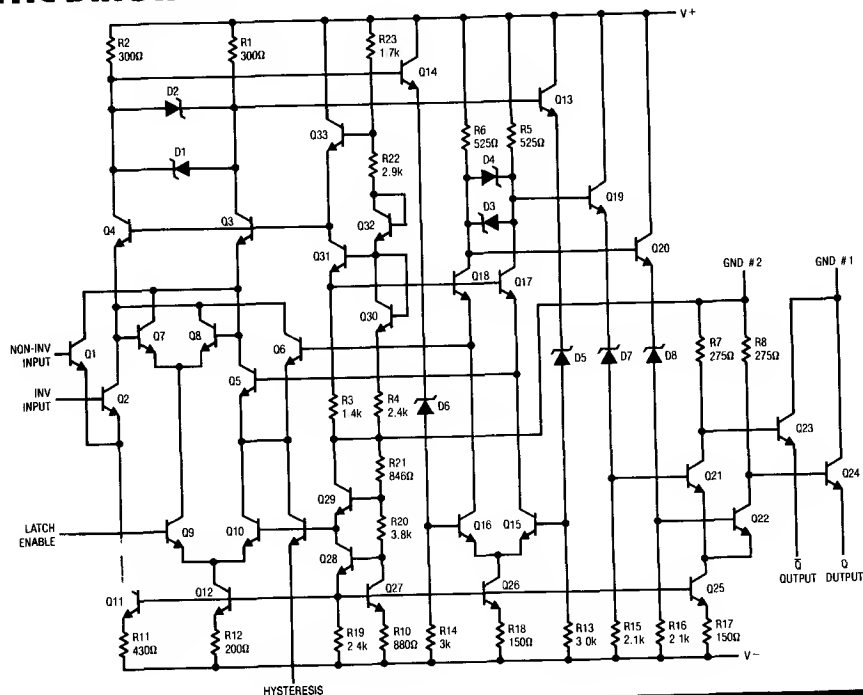 V+
R2
300Ω
R1
300Ω
R23
1.7k
Q14
D2
Q13
Q33
R6
525Ω
R5
525Ω
D1
R22
2.9k
D4
D3
Q19
Q4
Q3
Q32
Q31
Q20
Q18
Q17
GND #2
GND #1
Q30
Q7
Q8
Q6
NON-INV
INPUT
Q1
Q5
R7
275Ω
R8
275Ω
INV
INPUT
Q2
R3
1.4k
R4
2.4k
D6
D5
D7
D8
Q23
R21
846Ω
Q21
Q24
Q29
R20
3.8k
Q22
LATCH
ENABLE
Q9
Q10
Q16
Q15
Q28
Q̅
OUTPUT
Q
OUTPUT
Q11
Q12
Q27
Q26
Q25
R11
430Ω
R12
200Ω
R19
2 4k
R10
880Ω
R14
3k
R18
150Ω
R13
3 0k
R15
2.1k
R16
2 1k
R17
150Ω
V−
HYSTERESIS